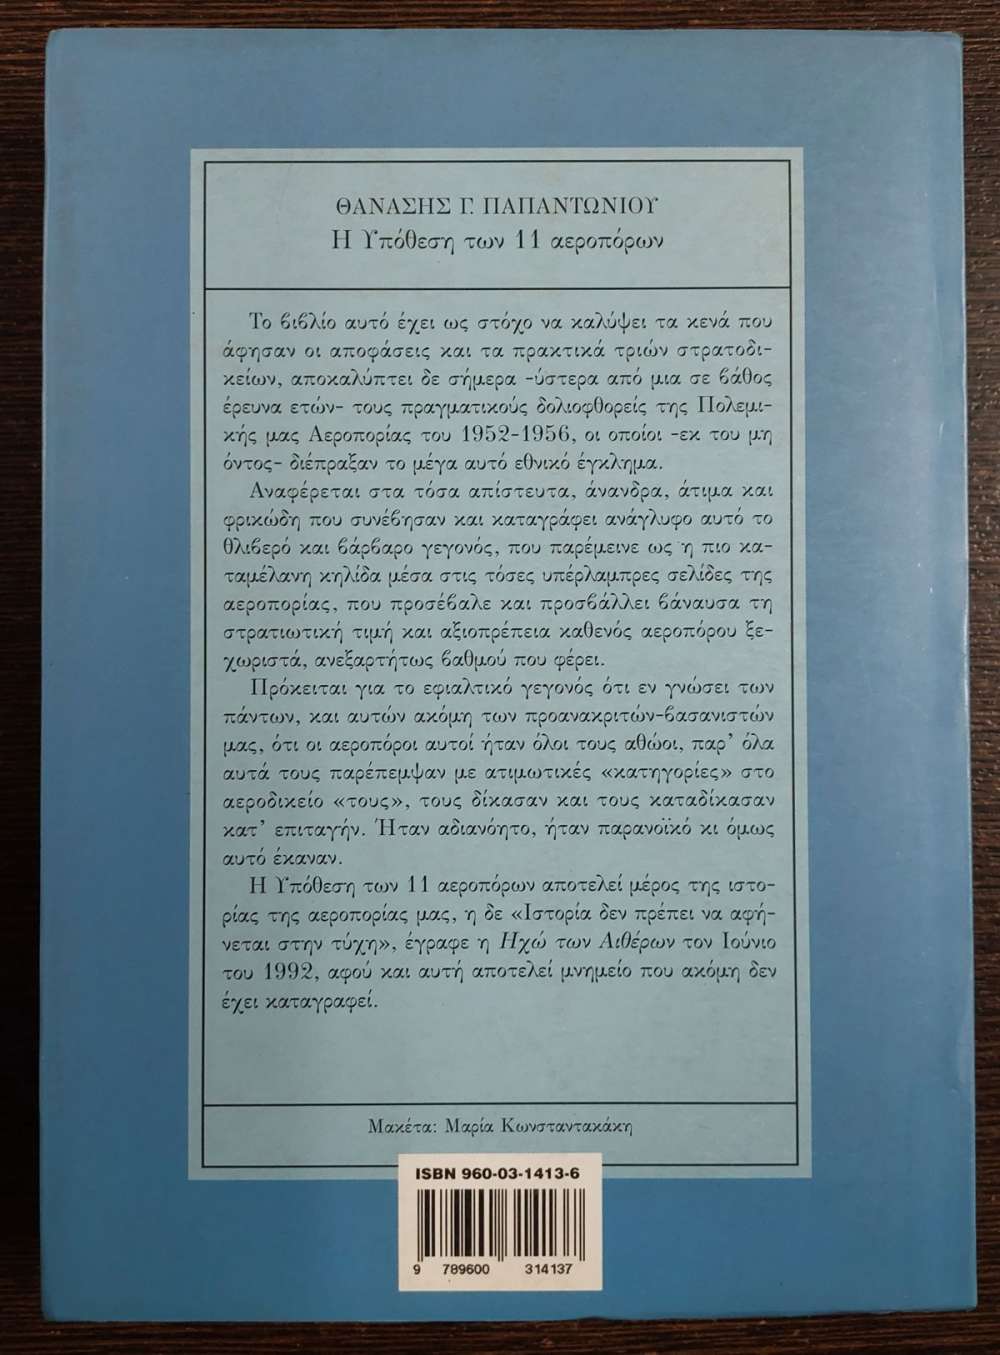 ΘΑΝΑΣΗΣ Γ. ΠΑΠΑΝΤΩΝΙΟΥ
Η Υπόθεση των 11 αεροπόρων
Το βιβλίο αυτό έχει ως στόχο να καλύψει τα κενά που
άφησαν οι αποφάσεις και τα πρακτικά τριών στρατοδι-
κείων, αποκαλύπτει δε σήμερα -ύστερα από μια σε βάθος
έρευνα ετών- τους πραγματικούς δολιοφθορείς της Πολεμι-
κής μας Αεροπορίας του 1952-1956, οι οποίοι -εκ του μη
όντος- διέπραξαν το μέγα αυτό εθνικό έγκλημα.
Αναφέρεται στα τόσα απίστευτα, άνανδρα, άτιμα και
φρικώδη που συνέβησαν και καταγράφει ανάγλυφο αυτό το
θλιβερό και βάρβαρο γεγονός, που παρέμεινε ως η πιο κα-
ταμέλανη κηλίδα μέσα στις τόσες υπέρλαμπρες σελίδες της
αεροπορίας, που προσέβαλε και προσβάλλει βάναυσα τη
στρατιωτική τιμή και αξιοπρέπεια καθενός αεροπόρου ξε-
χωριστά, ανεξαρτήτως βαθμού που φέρει.
Πρόκειται για το εφιαλτικό γεγονός ότι εν γνώσει των
πάντων, και αυτών ακόμη των προανακριτών-βασανιστών
μας, ότι οι αεροπόροι αυτοί ήταν όλοι τους αθώοι, παρ' όλα
αυτά τους παρέπεμψαν με ατιμωτικές «κατηγορίες» στο
αεροδικείο «τους», τους δίκασαν και τους καταδίκασαν
κατ' επιταγήν. Ήταν αδιανόητο, ήταν παρανοϊκό κι όμως
αυτό έκαναν.
Η Υπόθεση των 11 αεροπόρων αποτελεί μέρος της ιστο-
ρίας της αεροπορίας μας, η δε «Ιστορία δεν πρέπει να αφή-
νεται στην τύχη», έγραφε η Ηχώ των Αιθέρων τον Ιούνιο
του 1992, αφού και αυτή αποτελεί μνημείο που ακόμη δεν
έχει καταγραφεί.
Μακέτα: Μαρία Κωνσταντακάκη
ISBN 960-03-1413-6
9 789600 314137